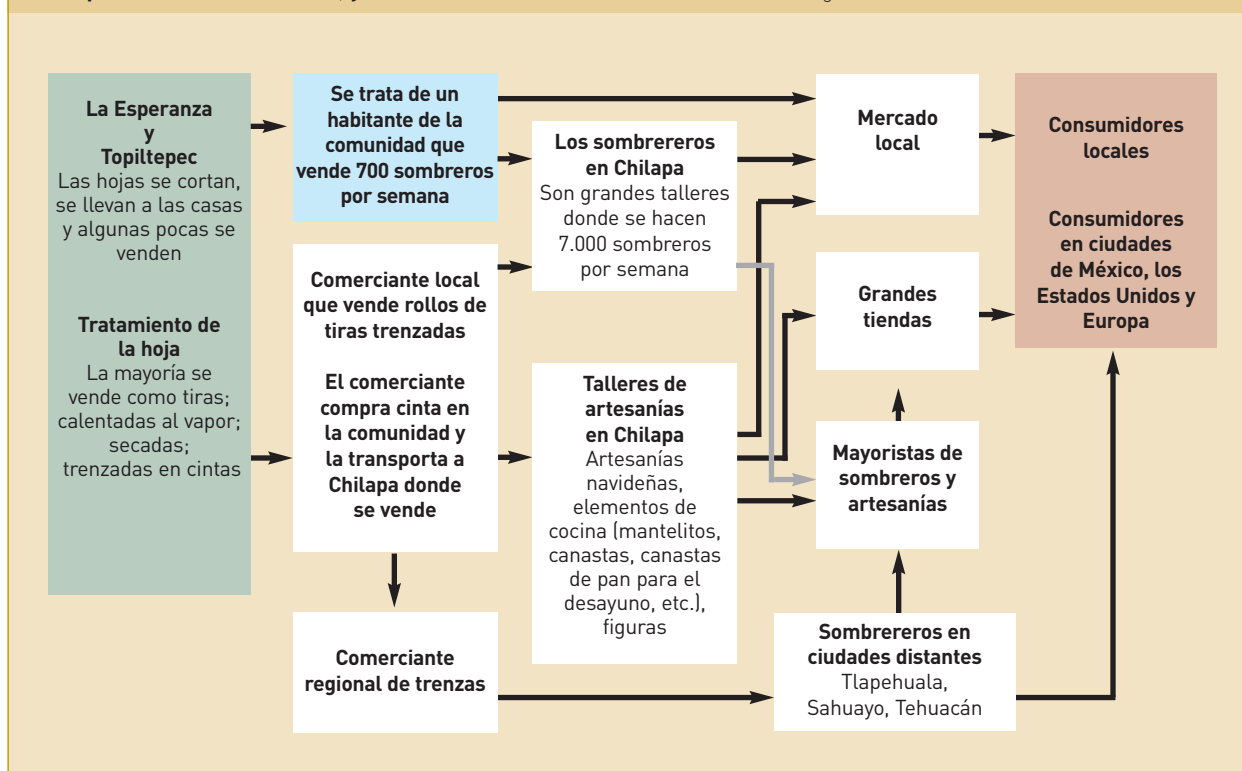 La Esperanza
y
Topiltepec
Las hojas se cortan,
se llevan a las casas
y algunas pocas se
venden
Tratamiento de
la hoja
La mayoría se
vende como tiras;
calentadas al vapor;
secadas;
trenzadas en cintas
Se trata de un
habitante de la
comunidad que
vende 700 sombreros
por semana
Comerciante local
que vende rollos de
tiras trenzadas
El comerciante
compra cinta en
la comunidad y
la transporta a
Chilapa donde
se vende
Comerciante
regional de trenzas
Los sombrereros
en Chilapa
Son grandes talleres
donde se hacen
7.000 sombreros
por semana
Talleres de
artesanías
en Chilapa
Artesanías
navideñas,
elementos de
cocina (mantelitos,
canastas, canastas
de pan para el
desayuno, etc.),
figuras
Mercado
local
Grandes
tiendas
Mayoristas de
sombreros y
artesanías
Sombrereros en
ciudades distantes
Tlapehuala,
Sahuayo, Tehuacán
Consumidores
locales
Consumidores
en ciudades
de México, los
Estados Unidos y
Europa